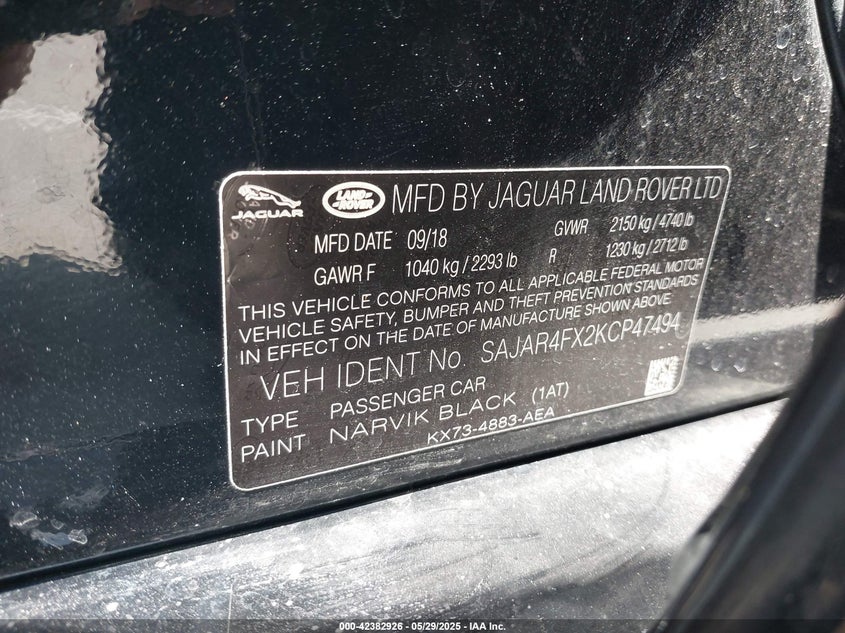 JAGUAR LAND ROVER MFD BY JAGUAR LAND ROVER LTD
MFD DATE 09/18 GVWR 2150 kg / 4740 lb
GAWR F 1040 kg / 2293 lb R 1230 kg / 2712 lb
THIS VEHICLE CONFORMS TO ALL APPLICABLE FEDERAL MOTOR
VEHICLE SAFETY, BUMPER AND THEFT PREVENTION STANDARDS
IN EFFECT ON THE DATE OF MANUFACTURE SHOWN ABOVE
VEH IDENT No. SAJAR4FX2KCP47494
TYPE PASSENGER CAR
PAINT NARVIK BLACK (1AT)
KX73-4883-AEA
000-42382926 - 05/29/2025 - IAA Inc.